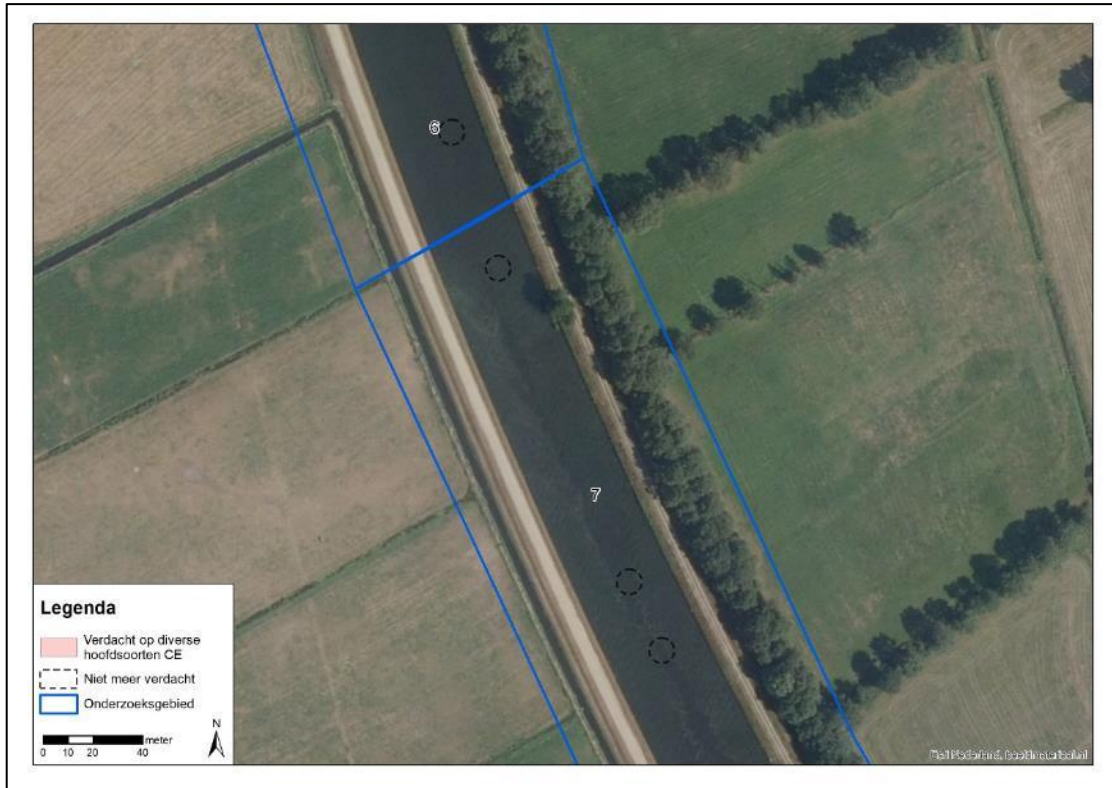 6
7
Legenda
Verdacht op diverse
hoofdsoorten CE
Niet meer verdacht
Onderzoeksgebied
N
meter
0 10 20 40